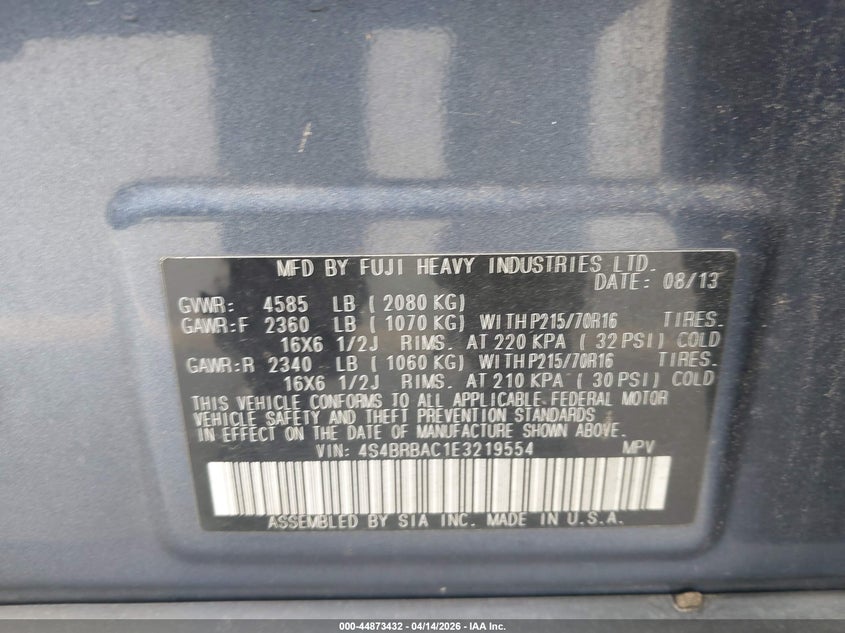 MFD BY FUJI HEAVY INDUSTRIES LTD.
DATE: 08/13
GVWR: 4585 LB ( 2080 KG)
GAWR:F 2360 LB ( 1070 KG) WITHP215/70R16 TIRES.
16X6 1/2J RIMS. AT 220 KPA ( 32 PSI) COLD
GAWR:R 2340 LB ( 1060 KG) WITHP215/70R16 TIRES.
16X6 1/2J RIMS. AT 210 KPA ( 30 PSI) COLD
THIS VEHICLE CONFORMS TO ALL APPLICABLE FEDERAL MOTOR
VEHICLE SAFETY AND THEFT PREVENTION STANDARDS
IN EFFECT ON THE DATE OF MANUFACTURE SHOWN ABOVE.
VIN: 4S4BRBAC1E3219554 MPV
ASSEMBLED BY SIA INC. MADE IN U.S.A.
000-44873432 - 04/14/2026 - IAA Inc.